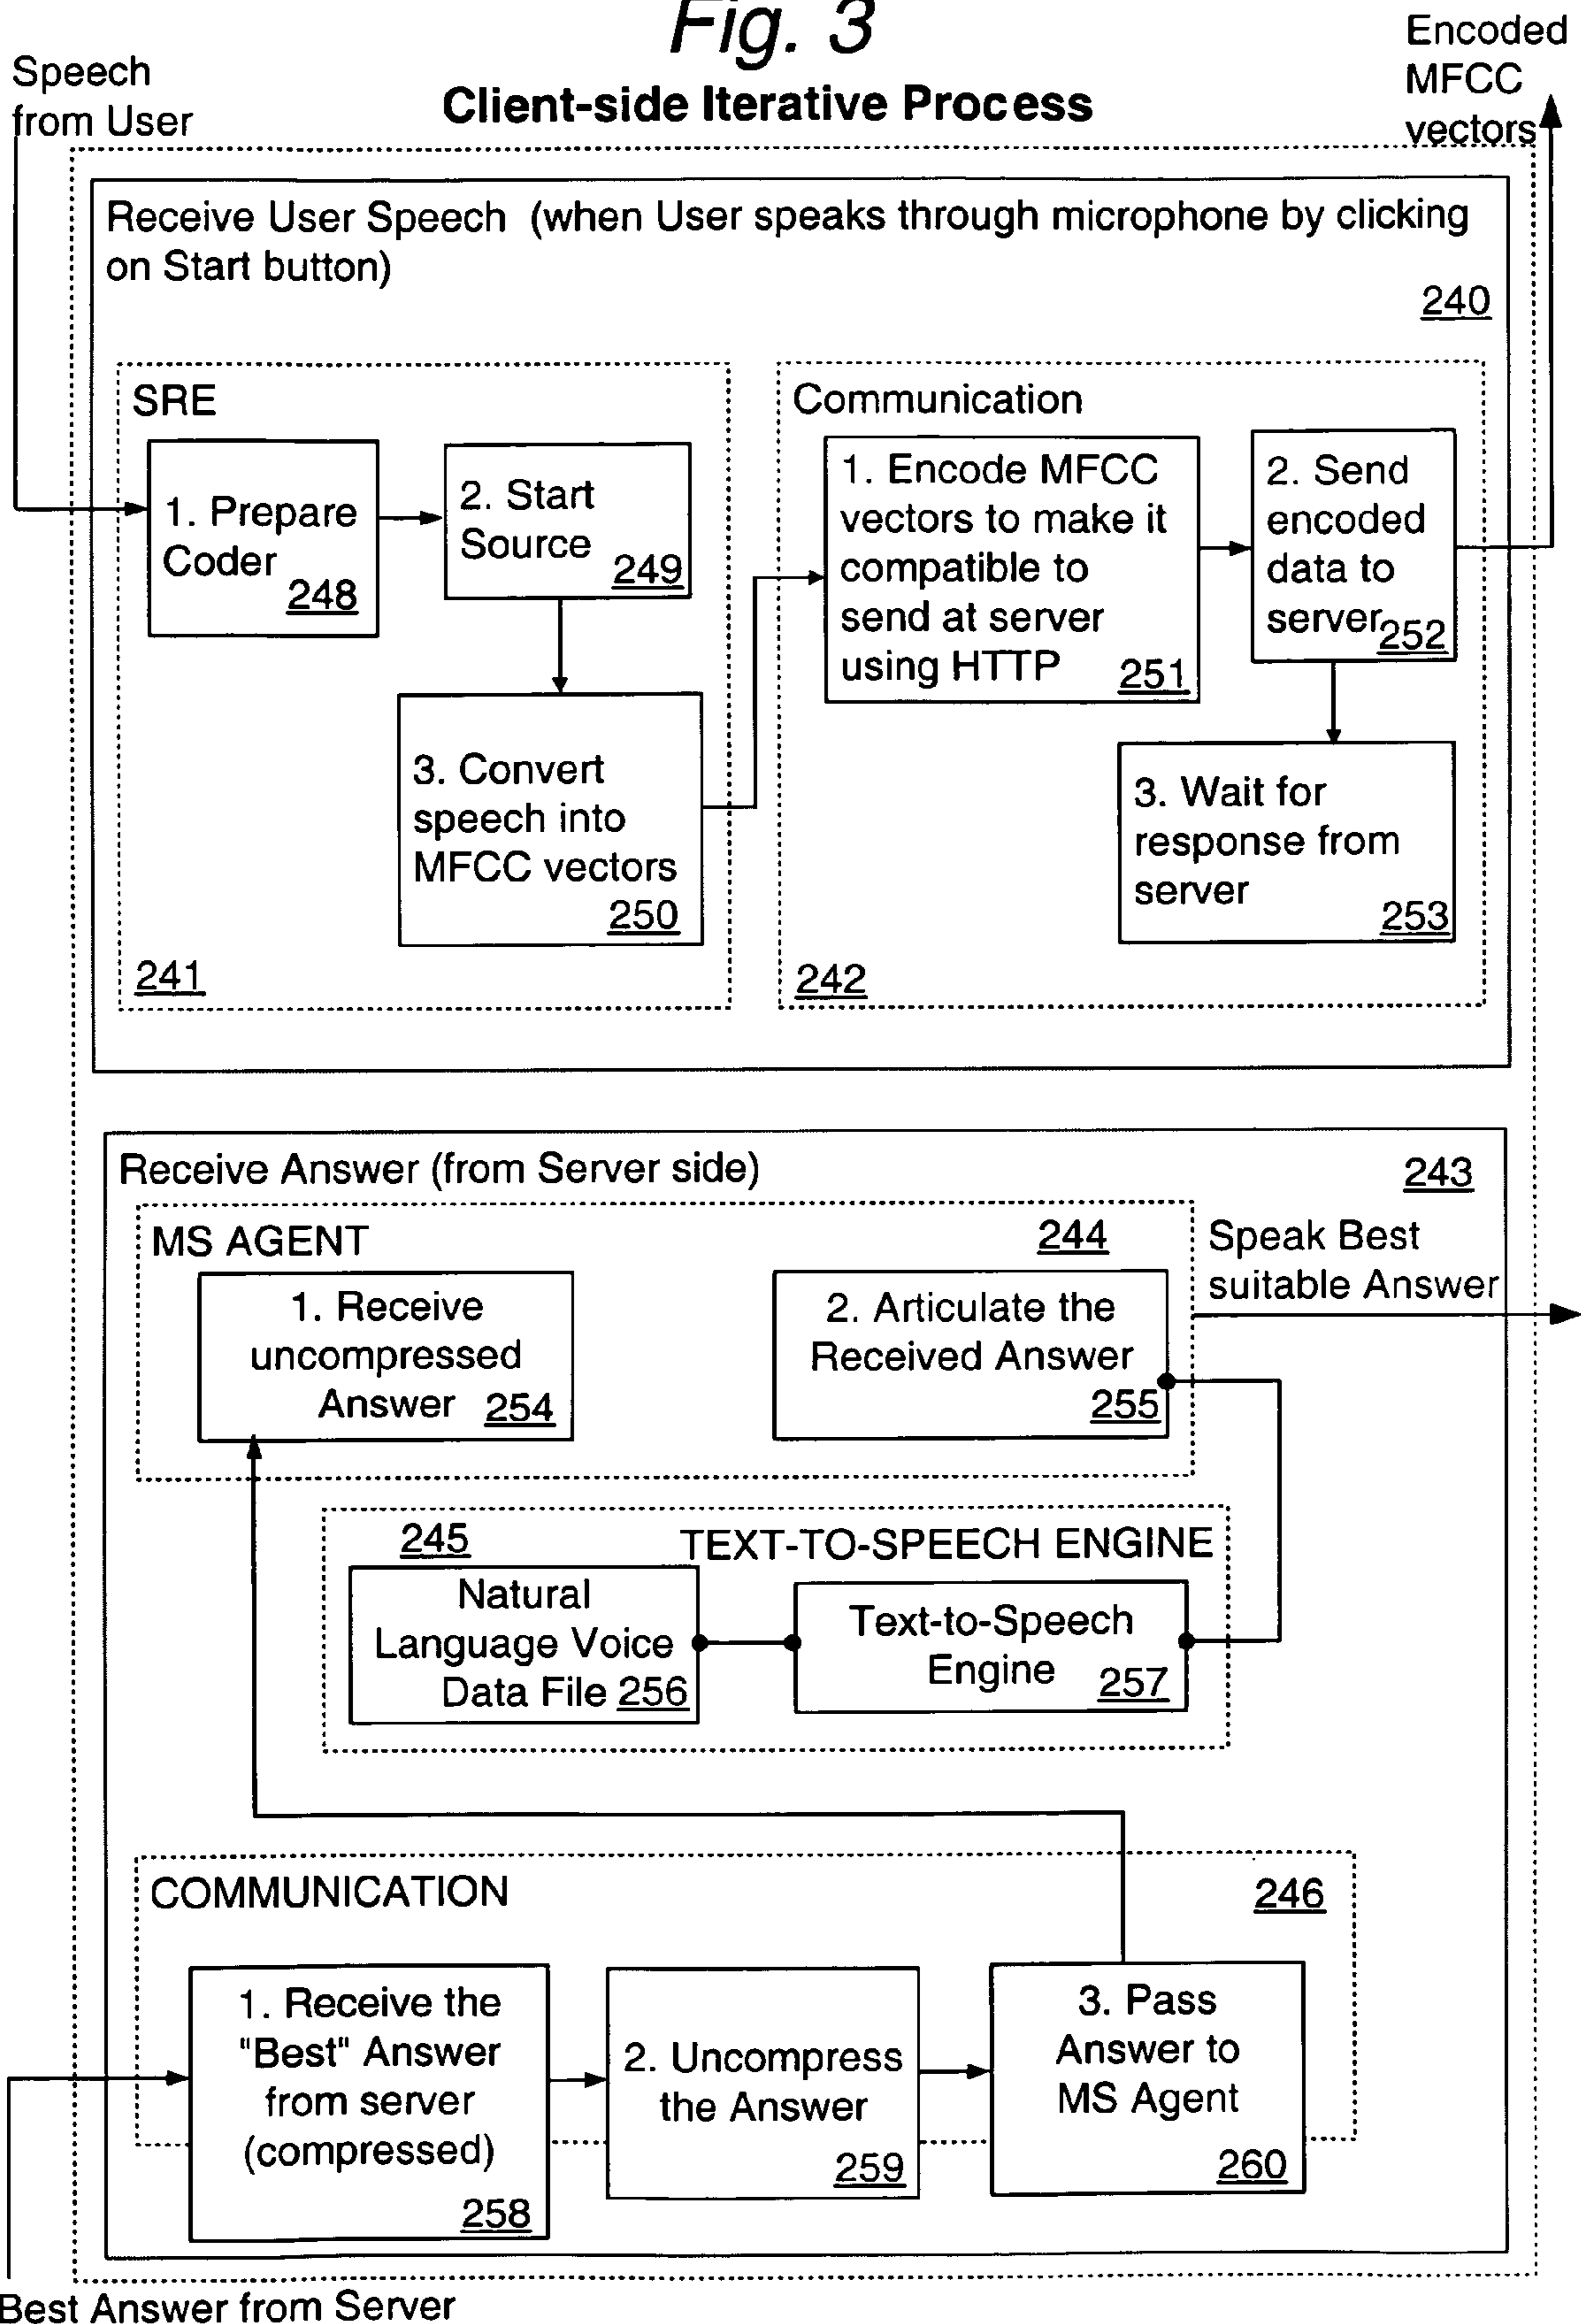 Fig. 3
Client-side Iterative Process
Speech
from User
Encoded
MFCC
vectors
Receive User Speech (when User speaks through microphone by clicking
on Start button)
240
SRE
1. Prepare
Coder
248
2. Start
Source
249
3. Convert
speech into
MFCC vectors
250
241
Communication
1. Encode MFCC
vectors to make it
compatible to
send at server
using HTTP
251
2. Send
encoded
data to
server
252
3. Wait for
response from
server
253
242
Receive Answer (from Server side)
243
MS AGENT
244
1. Receive
uncompressed
Answer 254
2. Articulate the
Received Answer
255
Speak Best
suitable Answer
245
TEXT-TO-SPEECH ENGINE
Natural
Language Voice
Data File 256
Text-to-Speech
Engine
257
COMMUNICATION
246
1. Receive the
"Best" Answer
from server
(compressed)
258
2. Uncompress
the Answer
259
3. Pass
Answer to
MS Agent
260
Best Answer from Server